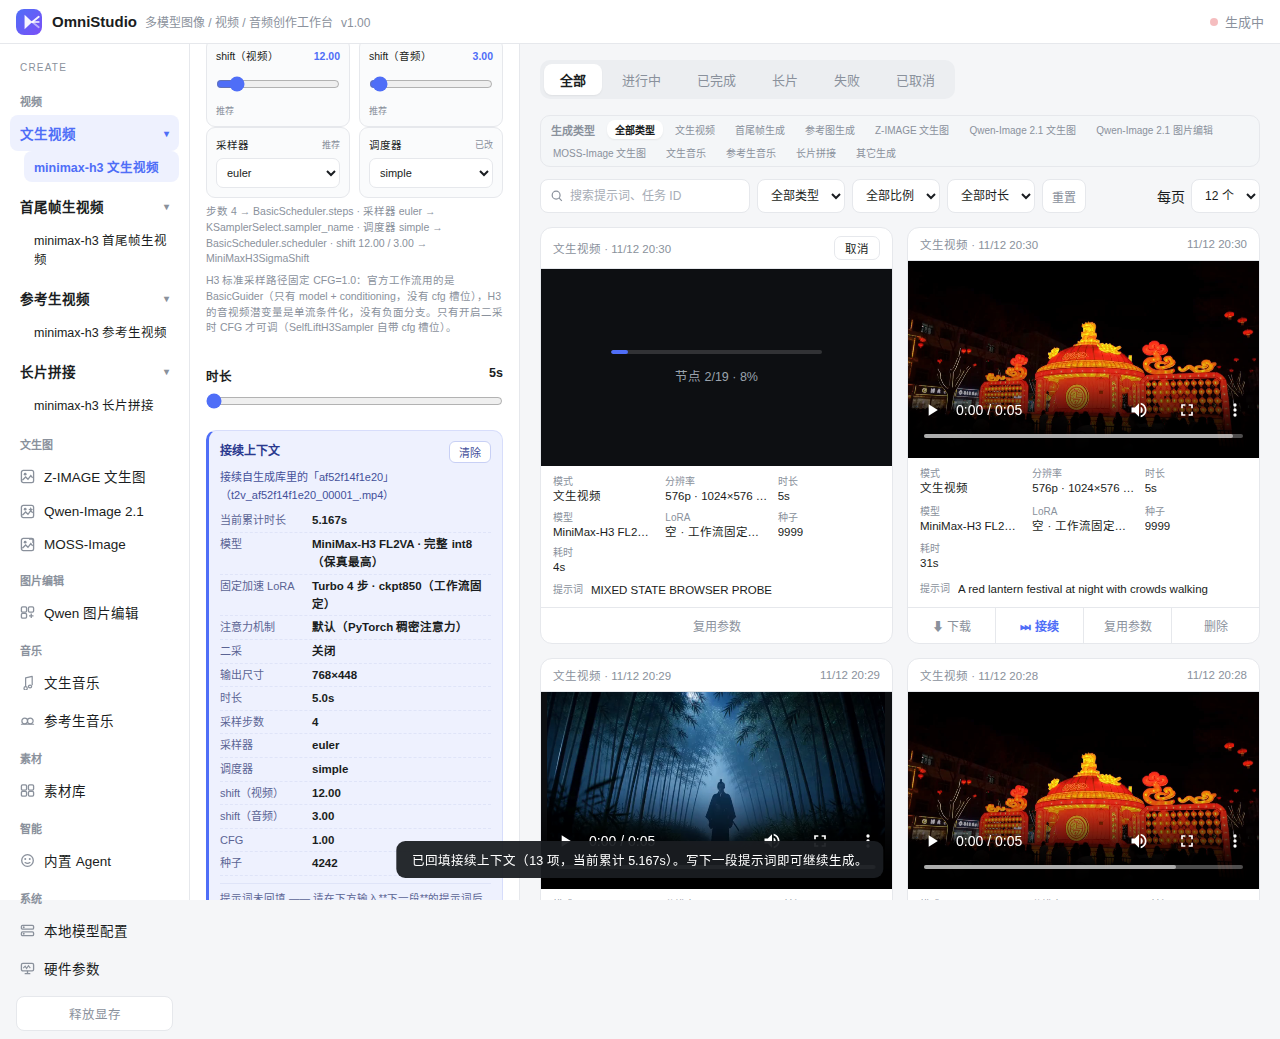 OmniStudio 多模型图像 / 视频 / 音频创作工作台 v1.00
生成中
CREATE
视频
文生视频
minimax-h3 文生视频
首尾帧生视频
minimax-h3 首尾帧生视
频
参考生视频
minimax-h3 参考生视频
长片拼接
minimax-h3 长片拼接
文生图
Z-IMAGE 文生图
Qwen-Image 2.1
MOSS-Image
图片编辑
Qwen 图片编辑
音乐
文生音乐
参考生音乐
素材
素材库
智能
内置 Agent
系统
本地模型配置
硬件参数
释放显存
shift（视频） 12.00
推荐
shift（音频） 3.00
推荐
采样器 推荐
euler
调度器 已改
simple
步数 4 → BasicScheduler.steps · 采样器 euler →
KSamplerSelect.sampler_name · 调度器 simple →
BasicScheduler.scheduler · shift 12.00 / 3.00 →
MiniMaxH3SigmaShift
H3 标准采样路径固定 CFG=1.0：官方工作流用的是
BasicGuider（只有 model + conditioning，没有 cfg 槽位），H3
的音视频潜变量是单流条件化，没有负面分支。只有开启二采
时 CFG 才可调（SelfLiftH3Sampler 自带 cfg 槽位）。
时长 5s
接续上下文 清除
接续自生成库里的「af52f14f1e20」
（t2v_af52f14f1e20_00001_.mp4）
当前累计时长 5.167s
模型 MiniMax-H3 FL2VA · 完整 int8
（保真最高）
固定加速 LoRA Turbo 4 步 · ckpt850（工作流固
定）
注意力机制 默认（PyTorch 稠密注意力）
二采 关闭
输出尺寸 768×448
时长 5.0s
采样步数 4
采样器 euler
调度器 simple
shift（视频） 12.00
shift（音频） 3.00
CFG 1.00
种子 4242
提示词未回填 —— 请在下方输入**下一段**的提示词后
全部 进行中 已完成 长片 失败 已取消
生成类型 全部类型 文生视频 首尾帧生成 参考图生成 Z-IMAGE 文生图 Qwen-Image 2.1 文生图 Qwen-Image 2.1 图片编辑
MOSS-Image 文生图 文生音乐 参考生音乐 长片拼接 其它生成
搜索提示词、任务 ID 全部类型 全部比例 全部时长 重置 每页 12 个
文生视频 · 11/12 20:30 取消
节点 2/19 · 8%
模式 分辨率 时长
文生视频 576p · 1024×576 ... 5s
模型 LoRA 种子
MiniMax-H3 FL2... 空 · 工作流固定... 9999
耗时
4s
提示词 MIXED STATE BROWSER PROBE
复用参数
文生视频 · 11/12 20:30 11/12 20:30
0:00 / 0:05
模式 分辨率 时长
文生视频 576p · 1024×576 ... 5s
模型 LoRA 种子
MiniMax-H3 FL2... 空 · 工作流固定... 9999
耗时
31s
提示词 A red lantern festival at night with crowds walking
⬇ 下载 ⏭ 接续 复用参数 删除
文生视频 · 11/12 20:29 11/12 20:29
0:00 / 0:05
文生视频 · 11/12 20:28 11/12 20:28
0:00 / 0:05
已回填接续上下文（13 项，当前累计 5.167s）。写下一段提示词即可继续生成。